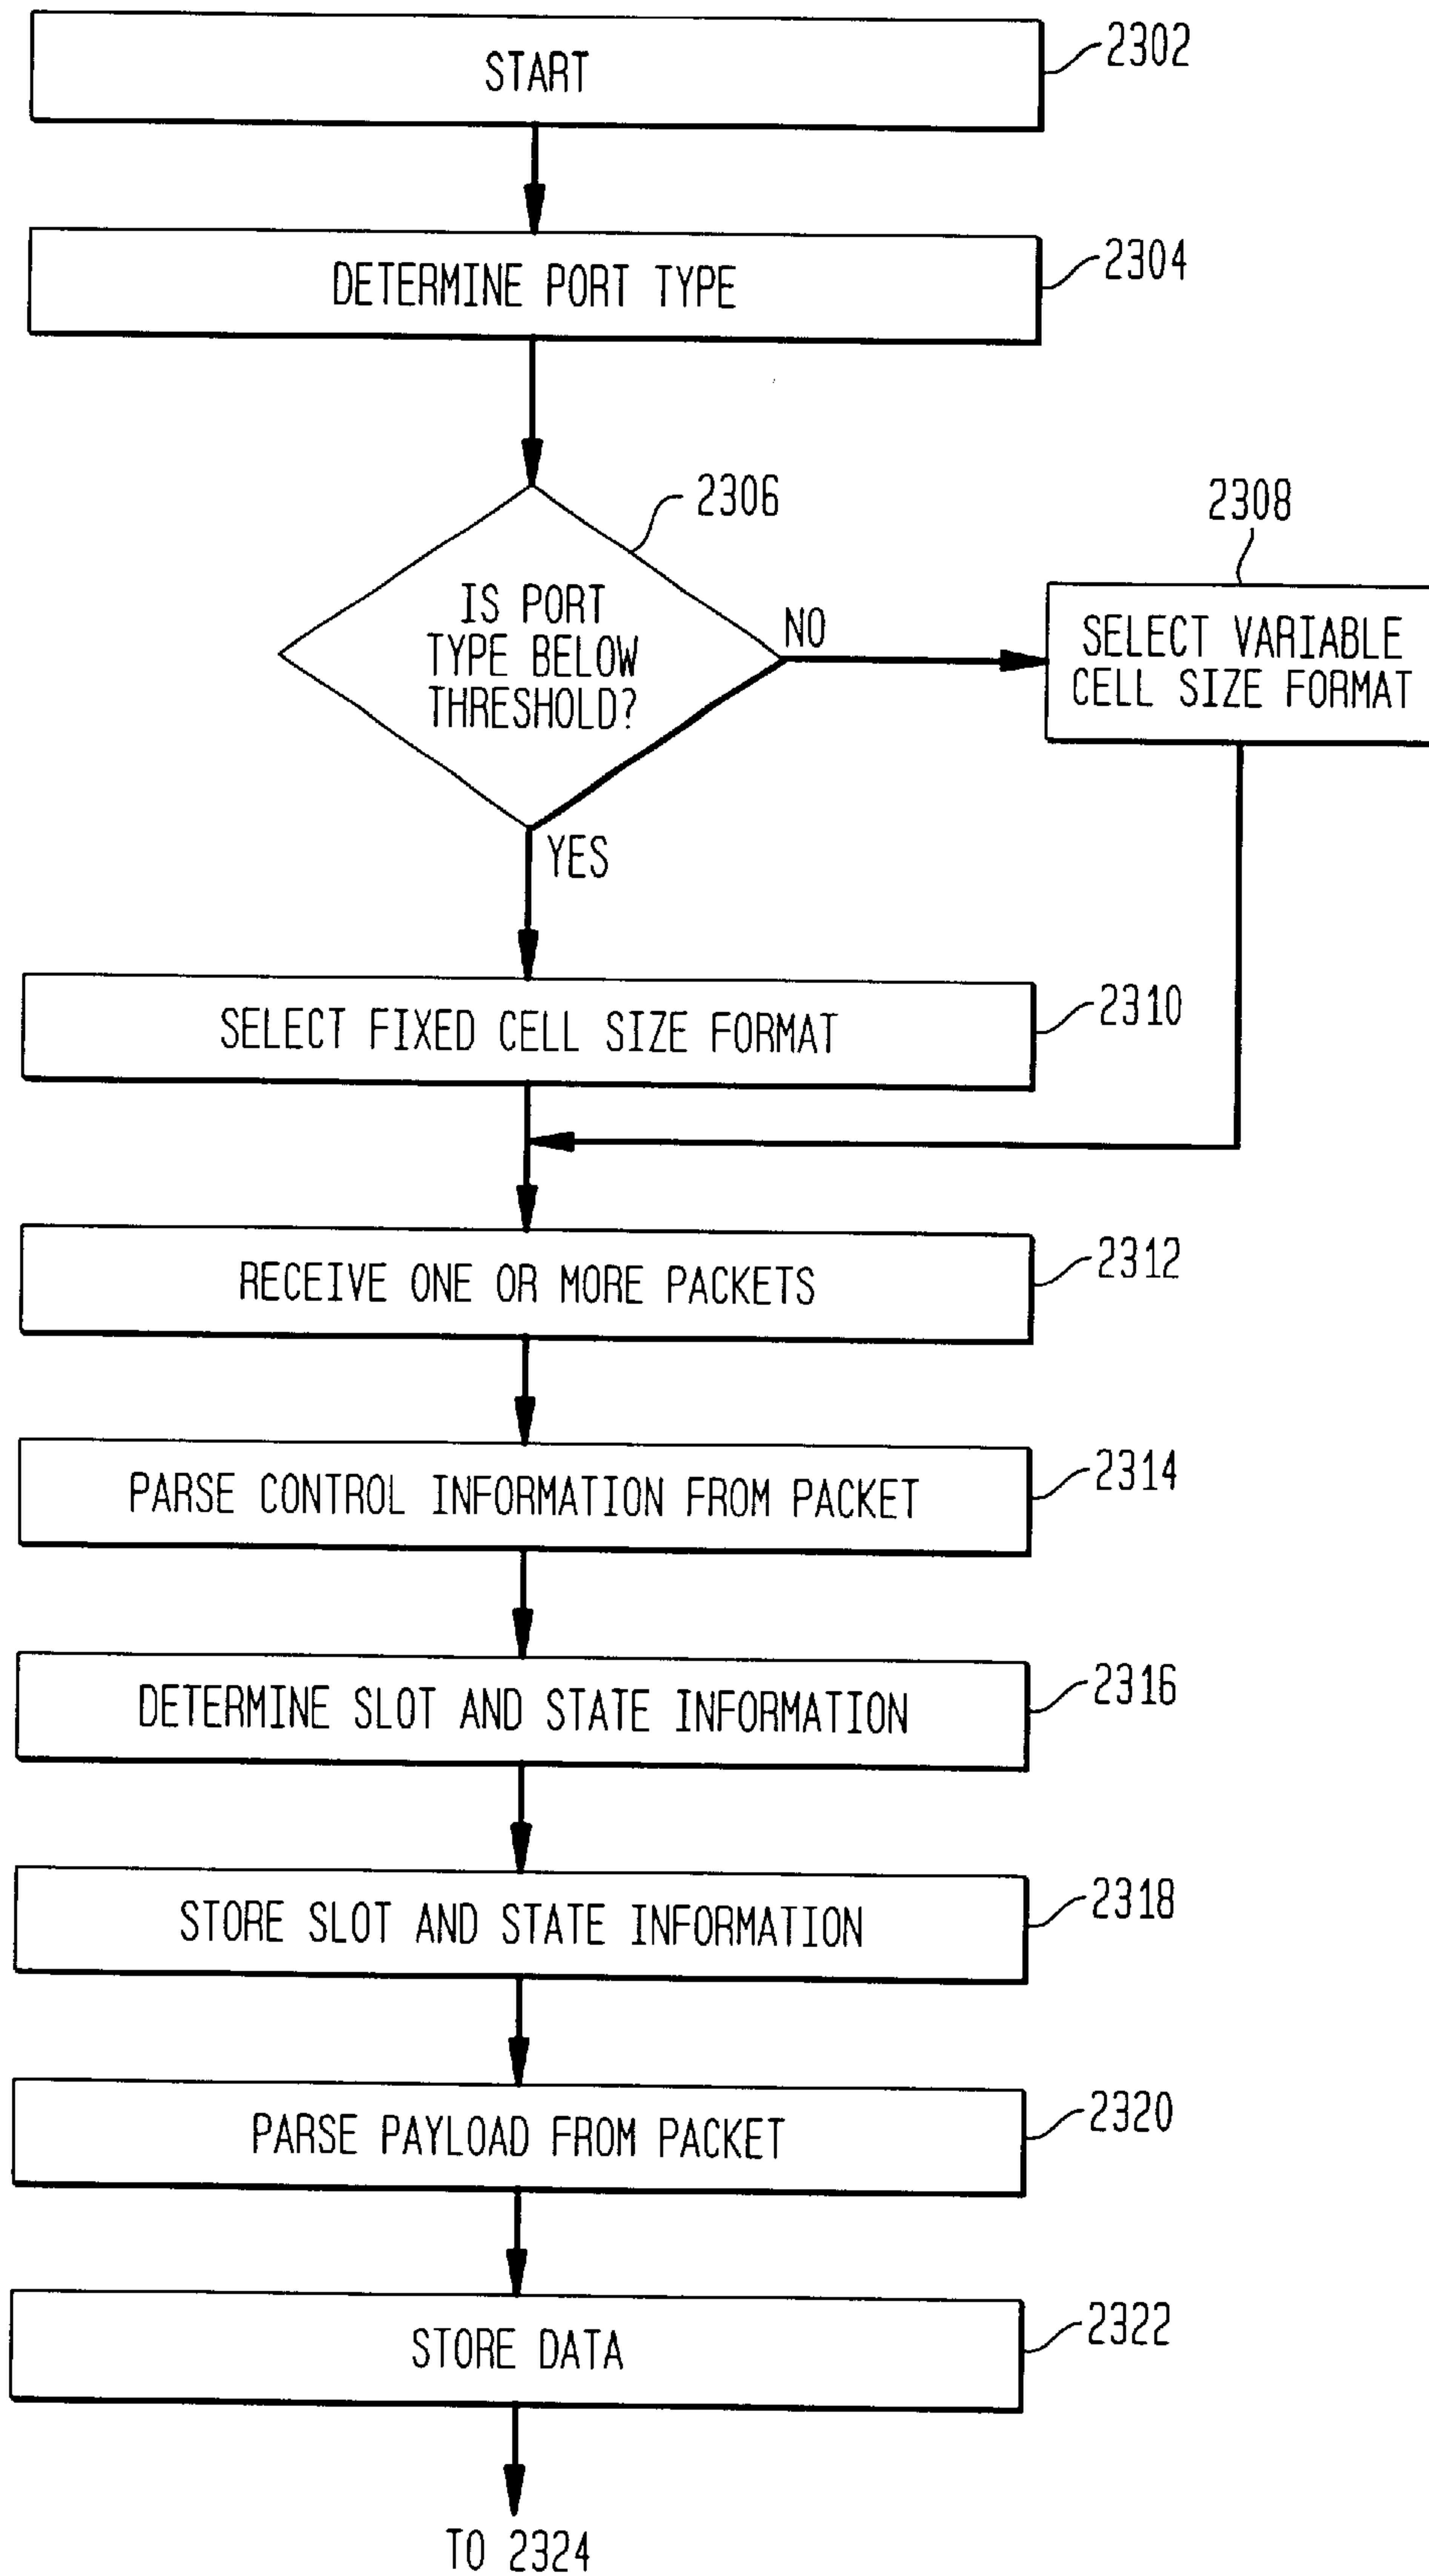 START
2302
DETERMINE PORT TYPE
2304
2306
IS PORT
TYPE BELOW
THRESHOLD?
NO
2308
SELECT VARIABLE
CELL SIZE FORMAT
YES
SELECT FIXED CELL SIZE FORMAT
2310
RECEIVE ONE OR MORE PACKETS
2312
PARSE CONTROL INFORMATION FROM PACKET
2314
DETERMINE SLOT AND STATE INFORMATION
2316
STORE SLOT AND STATE INFORMATION
2318
PARSE PAYLOAD FROM PACKET
2320
STORE DATA
2322
TO 2324